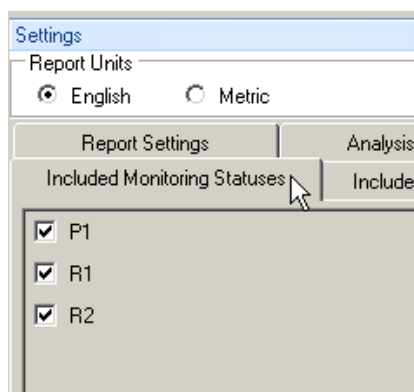 Settings
Report Units
English Metric
Report Settings Analysis
Included Monitoring Statuses Include
P1
R1
R2